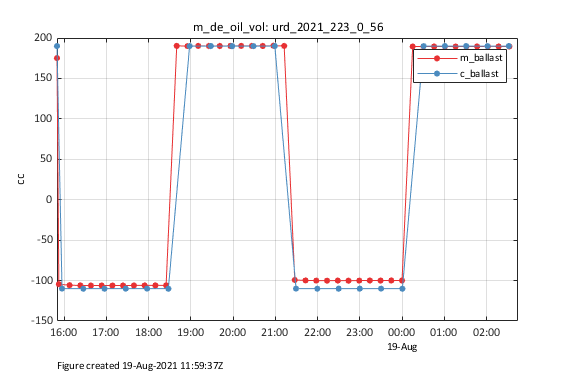 m_de_oil_vol: urd_2021_223_0_56
200
150
100
50
0
-50
-100
-150
cc
m_ballast
c_ballast
16:00 17:00 18:00 19:00 20:00 21:00 22:00 23:00 00:00 01:00 02:00
19-Aug
Figure created 19-Aug-2021 11:59:37Z